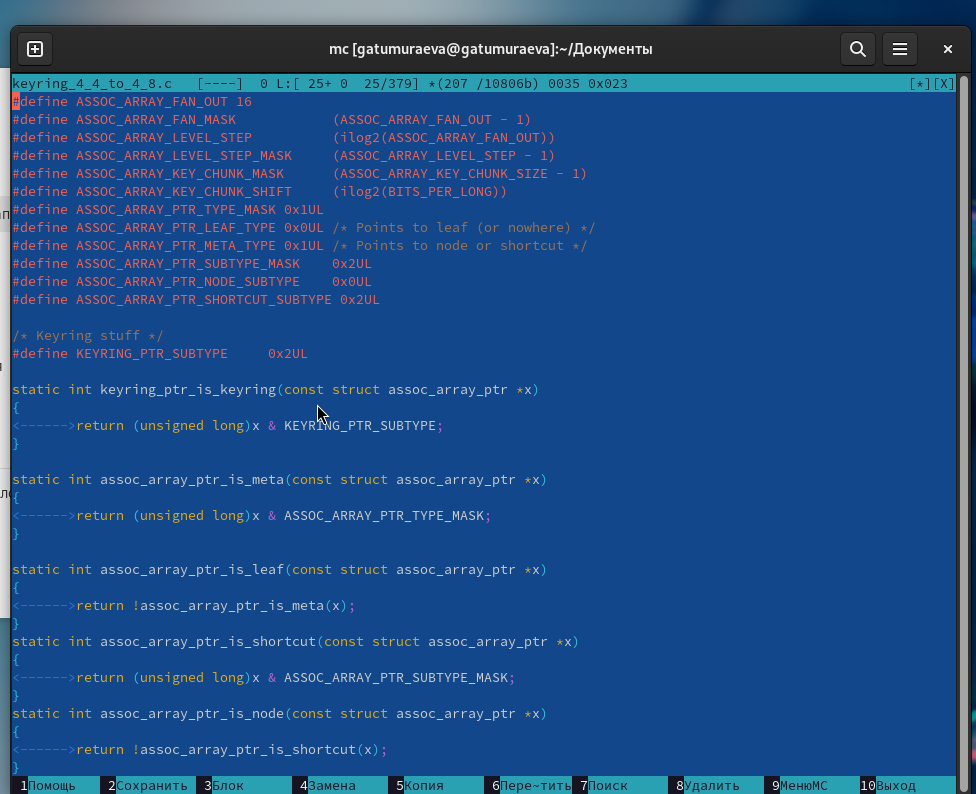 mc [gatumuraeva@gatumuraeva]:~/Документы
keyring_4_4_to_4_8.c   [----]  0 L:[ 25+ 0  25/379] *(207 /10806b) 0035 0x023   [*][X]
#define ASSOC_ARRAY_FAN_OUT 16
#define ASSOC_ARRAY_FAN_MASK            (ASSOC_ARRAY_FAN_OUT - 1)
#define ASSOC_ARRAY_LEVEL_STEP          (ilog2(ASSOC_ARRAY_FAN_OUT))
#define ASSOC_ARRAY_LEVEL_STEP_MASK     (ASSOC_ARRAY_LEVEL_STEP - 1)
#define ASSOC_ARRAY_KEY_CHUNK_MASK      (ASSOC_ARRAY_KEY_CHUNK_SIZE - 1)
#define ASSOC_ARRAY_KEY_CHUNK_SHIFT     (ilog2(BITS_PER_LONG))
#define ASSOC_ARRAY_PTR_TYPE_MASK 0x1UL
#define ASSOC_ARRAY_PTR_LEAF_TYPE 0x0UL /* Points to leaf (or nowhere) */
#define ASSOC_ARRAY_PTR_META_TYPE 0x1UL /* Points to node or shortcut */
#define ASSOC_ARRAY_PTR_SUBTYPE_MASK    0x2UL
#define ASSOC_ARRAY_PTR_NODE_SUBTYPE    0x0UL
#define ASSOC_ARRAY_PTR_SHORTCUT_SUBTYPE 0x2UL
/* Keyring stuff */
#define KEYRING_PTR_SUBTYPE     0x2UL
static int keyring_ptr_is_keyring(const struct assoc_array_ptr *x)
{
<------>return (unsigned long)x & KEYRING_PTR_SUBTYPE;
}
static int assoc_array_ptr_is_meta(const struct assoc_array_ptr *x)
{
<------>return (unsigned long)x & ASSOC_ARRAY_PTR_TYPE_MASK;
}
static int assoc_array_ptr_is_leaf(const struct assoc_array_ptr *x)
{
<------>return !assoc_array_ptr_is_meta(x);
}
static int assoc_array_ptr_is_shortcut(const struct assoc_array_ptr *x)
{
<------>return (unsigned long)x & ASSOC_ARRAY_PTR_SUBTYPE_MASK;
}
static int assoc_array_ptr_is_node(const struct assoc_array_ptr *x)
{
<------>return !assoc_array_ptr_is_shortcut(x);
}
1Помощь 2Сохранить 3Блок 4Замена 5Копия 6Пере~тить 7Поиск 8Удалить 9МенюMC 10Выход